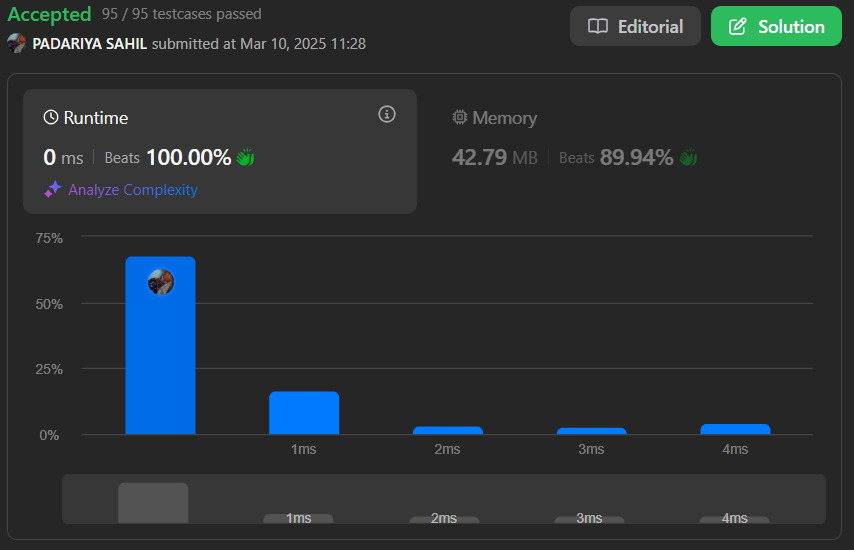 Accepted 95 / 95 testcases passed
Editorial
Solution
PADARIYA SAHIL submitted at Mar 10, 2025 11:28
Runtime
0 ms Beats 100.00%
Analyze Complexity
Memory
42.79 MB Beats 89.94%
75%
50%
25%
0%
1ms 2ms 3ms 4ms
1ms 2ms 3ms 4ms